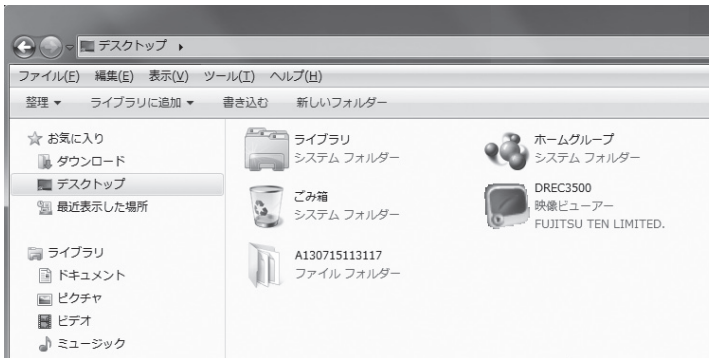 デスクトップ
ファイル(F) 編集(E) 表示(V) ツール(T) ヘルプ(H)
整理 ライブラリに追加 書き込む 新しいフォルダー
お気に入り
ダウンロード
デスクトップ
最近表示した場所
ライブラリ
ドキュメント
ピクチャ
ビデオ
ミュージック
ライブラリ
システム フォルダー
ホームグループ
システム フォルダー
ごみ箱
システム フォルダー
DREC3500
映像ビューアー
FUJITSU TEN LIMITED.
A130715113117
ファイル フォルダー